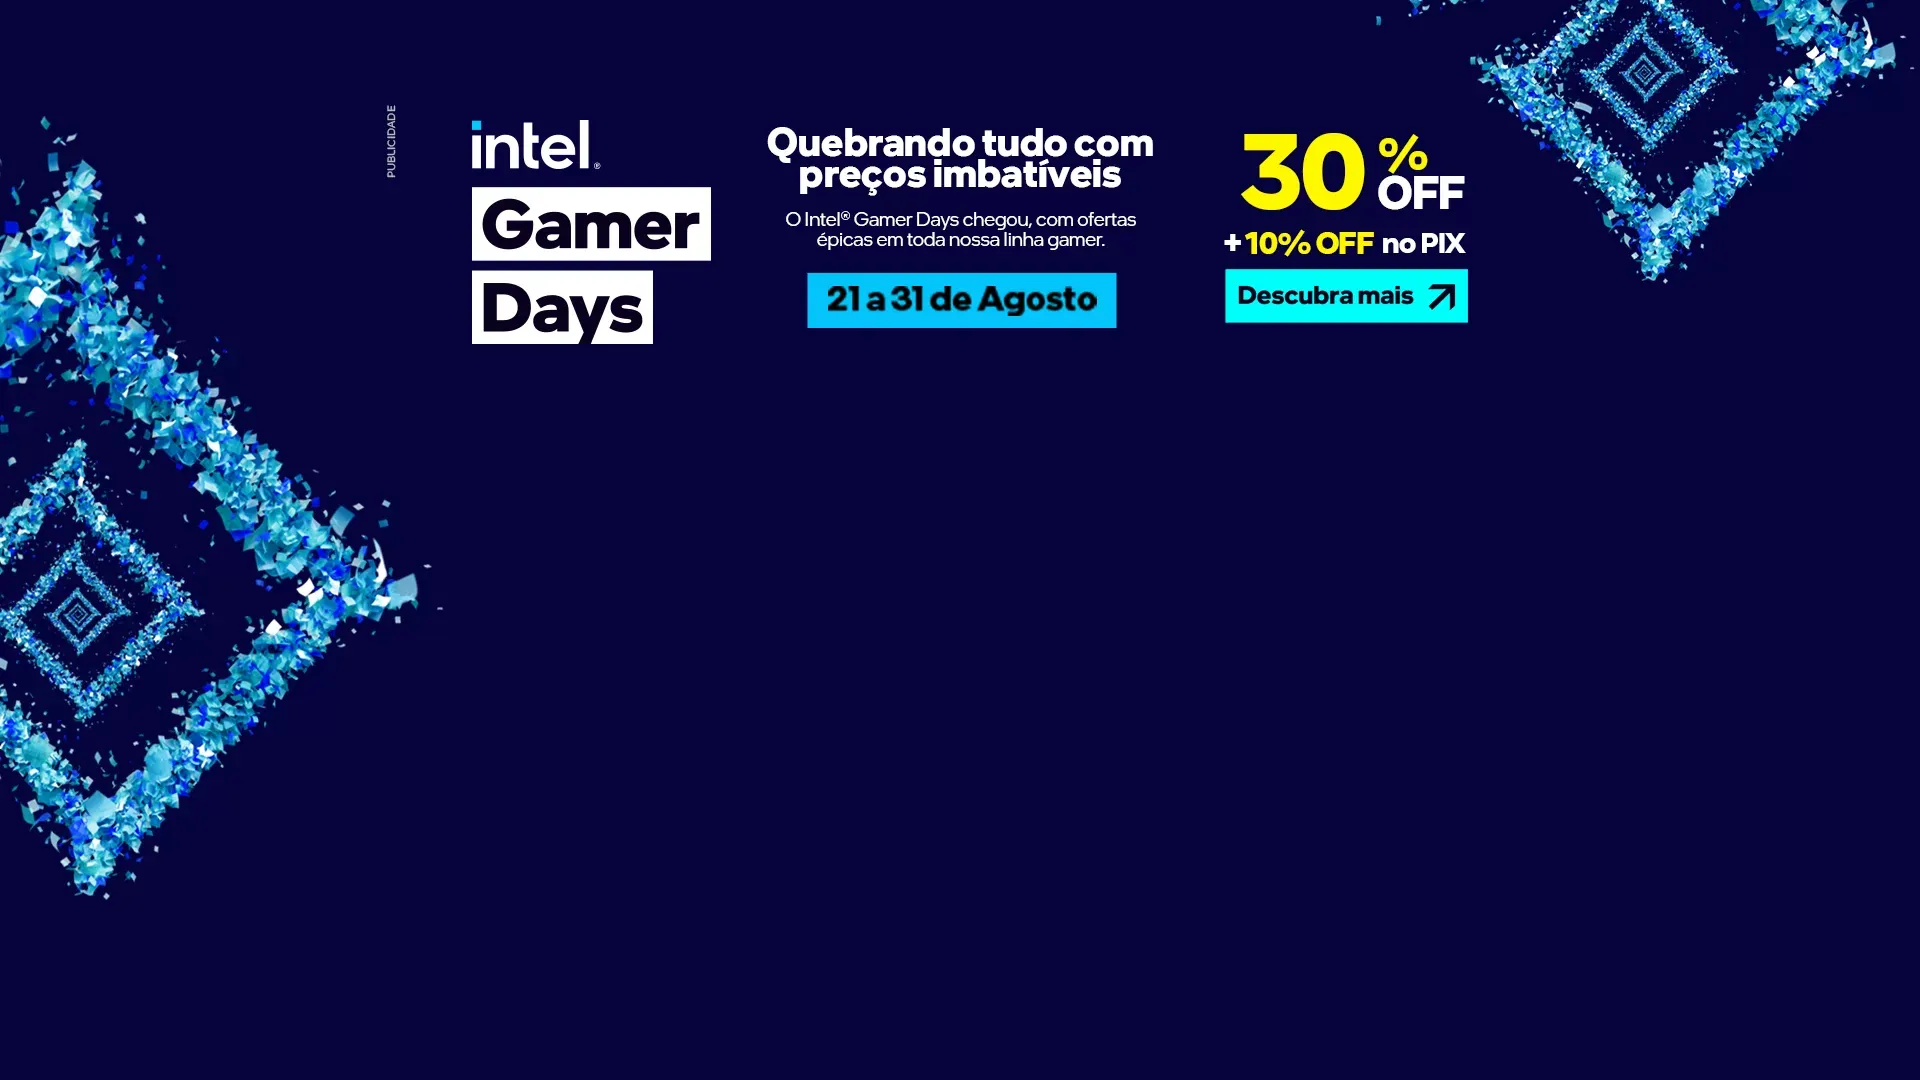 PUBLICIDADE
intel®
Gamer
Days
Quebrando tudo com
preços imbatíveis
O Intel® Gamer Days chegou, com ofertas
épicas em toda nossa linha gamer.
21 a 31 de Agosto
30%
OFF
+10% OFF no PIX
Descubra mais